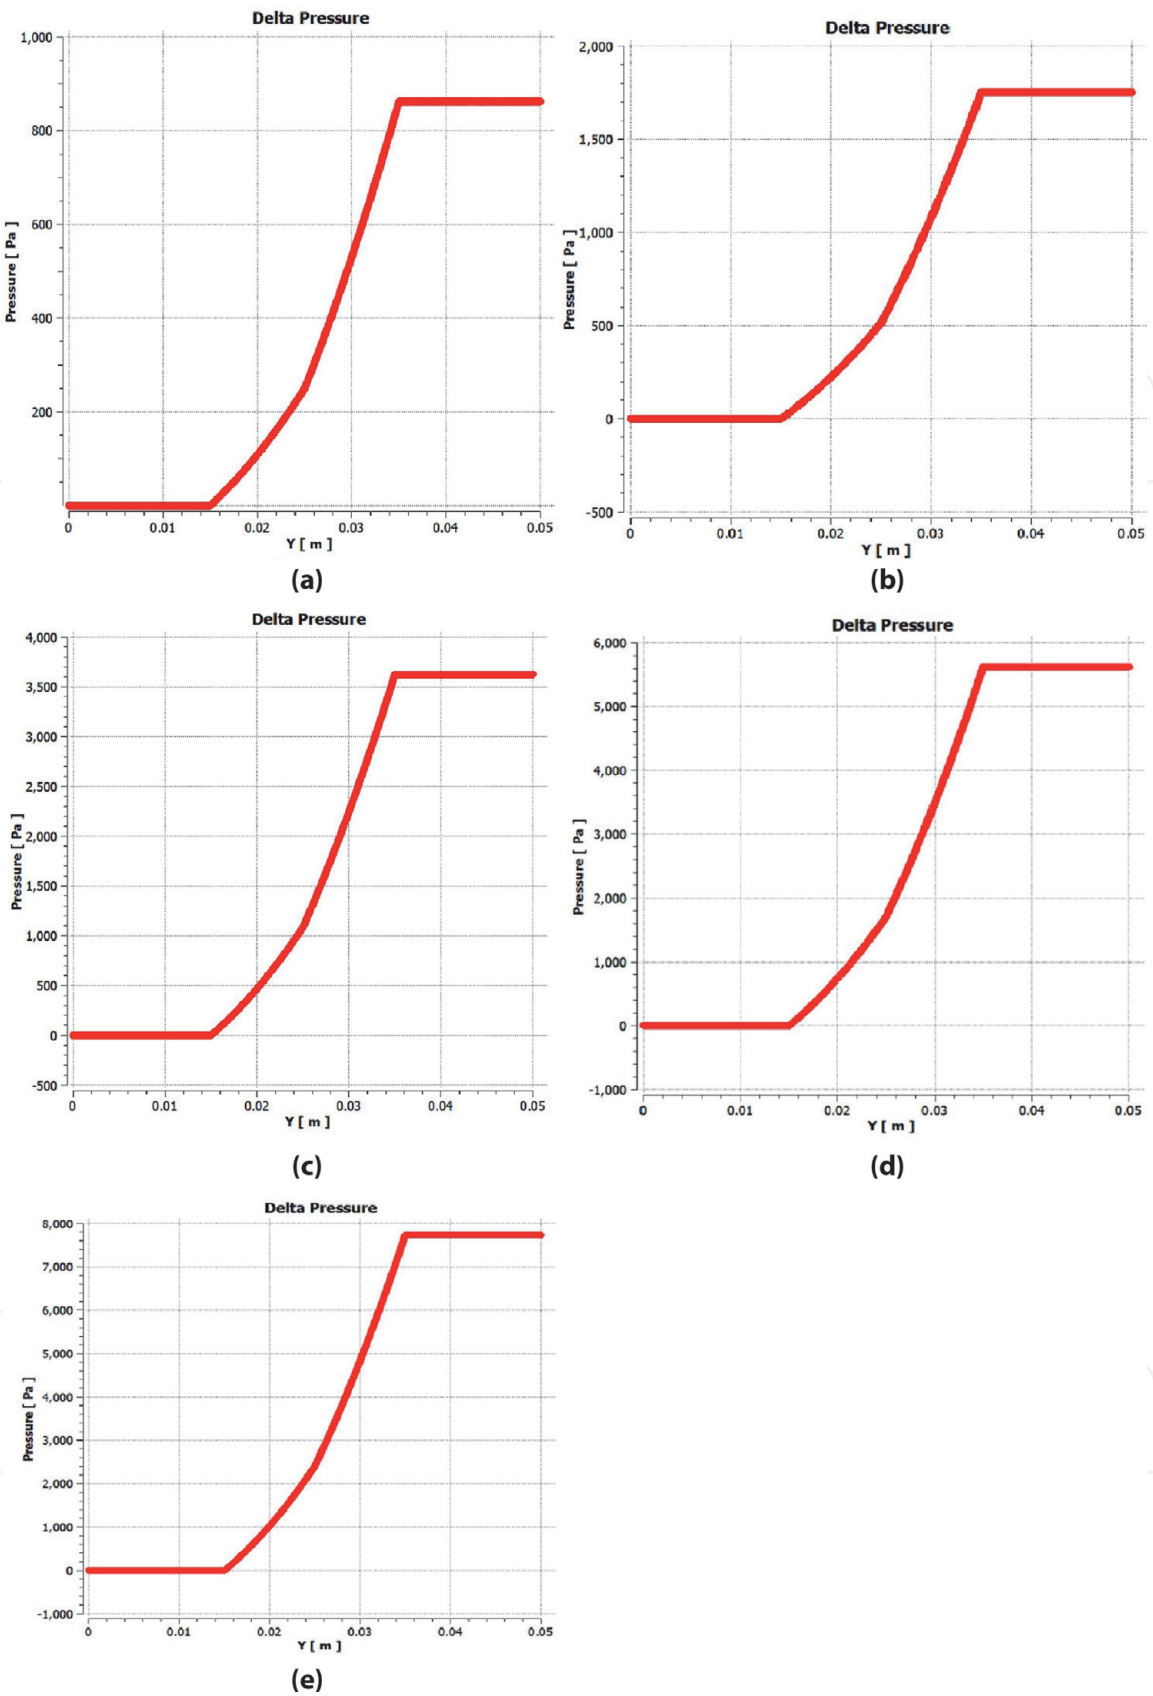 Delta Pressure
1,000
800
600
400
200
Pressure [ Pa ]
0 0.01 0.02 0.03 0.04 0.05
Y [ m ]
(a)
Delta Pressure
2,000
1,500
1,000
500
0
-500
Pressure [ Pa ]
0 0.01 0.02 0.03 0.04 0.05
Y [ m ]
(b)
Delta Pressure
4,000
3,500
3,000
2,500
2,000
1,500
1,000
500
0
-500
Pressure [ Pa ]
0 0.01 0.02 0.03 0.04 0.05
Y [ m ]
(c)
Delta Pressure
6,000
5,000
4,000
3,000
2,000
1,000
0
-1,000
Pressure [ Pa ]
0 0.01 0.02 0.03 0.04 0.05
Y [ m ]
(d)
Delta Pressure
8,000
7,000
6,000
5,000
4,000
3,000
2,000
1,000
0
-1,000
Pressure [ Pa ]
0 0.01 0.02 0.03 0.04 0.05
Y [ m ]
(e)